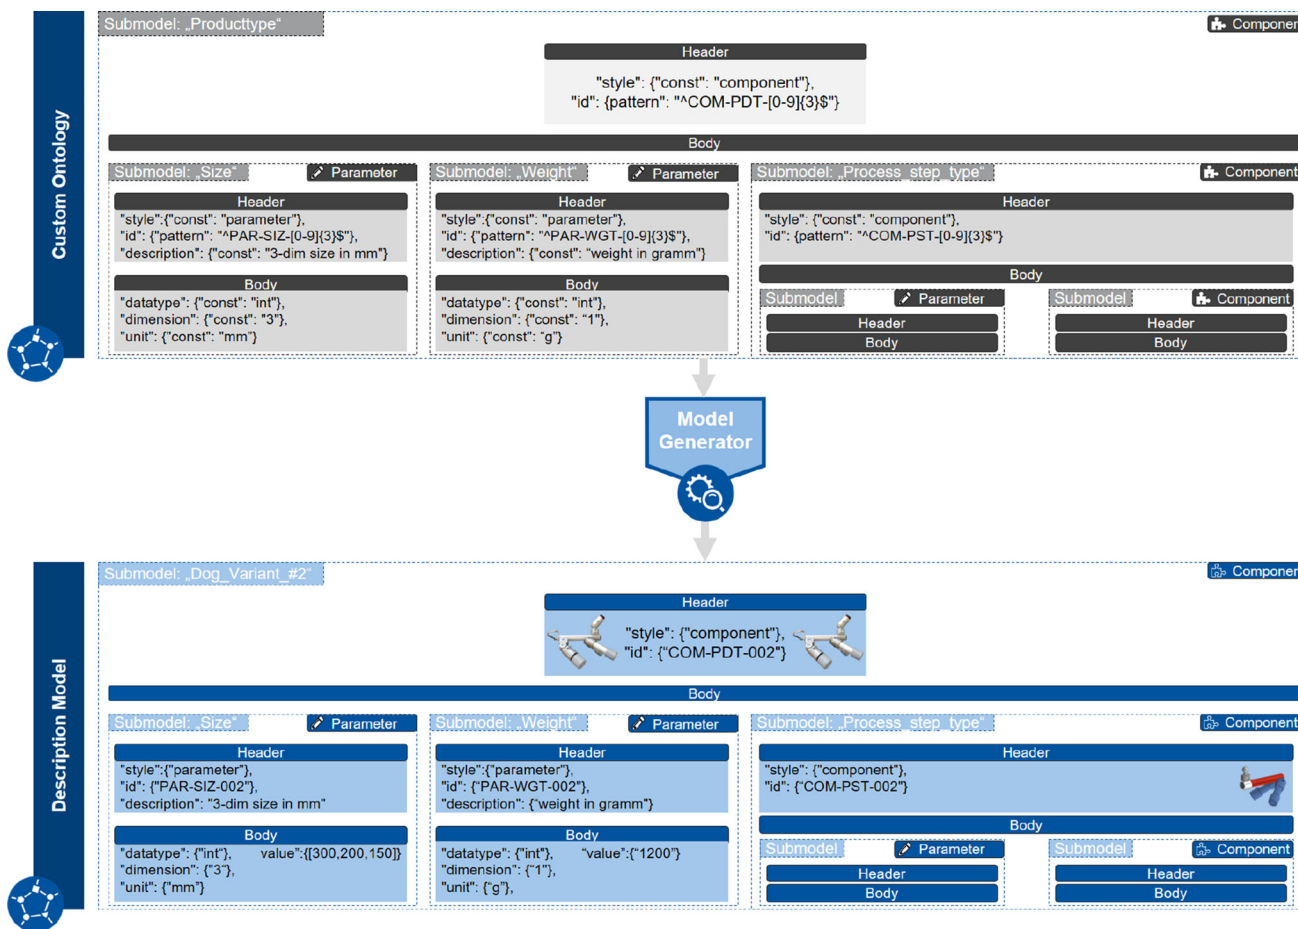 Submodel: „Producttype“
Componen
Header
"style": {"const": "component"},
"id": {pattern": "^COM-PDT-[0-9]{3}$"}
Custom Ontology
Body
Submodel: „Size“
Parameter
Header
"style":{"const": "parameter"},
"id": {"pattern": "^PAR-SIZ-[0-9]{3}$"},
"description": {"const": "3-dim size in mm"}
Body
"datatype": {"const": "int"},
"dimension": {"const": "3"},
"unit": {"const": "mm"}
Submodel: „Weight“
Parameter
Header
"style":{"const": "parameter"},
"id": {"pattern": "^PAR-WGT-[0-9]{3}$"},
"description": {"const": “weight in gramm”}
Body
"datatype": {"const": "int"},
"dimension": {"const": “1”},
"unit": {"const": “g”}
Submodel: „Process_step_type“
Component
Header
"style": {"const": "component"},
"id": {pattern": "^COM-PST-[0-9]{3}$"}
Body
Submodel
Parameter
Header
Body
Submodel
Component
Header
Body
Model
Generator
Submodel: „Dog_Variant_#2“
Componen
Header
"style": {"component"},
"id": {“COM-PDT-002"}
Description Model
Body
Submodel: „Size“
Parameter
Header
"style":{"parameter"},
"id": {"PAR-SIZ-002"},
"description": "3-dim size in mm"
Body
"datatype": {"int“}, value":{[300,200,150]}
"dimension": {"3"},
"unit": {"mm”}
Submodel: „Weight“
Parameter
Header
"style":{"parameter”},
"id": {“PAR-WGT-002"},
"description": {“weight in gramm”}
Body
"datatype": {"int"}, “value":{“1200”}
"dimension": {”1"},
"unit": {“g”},
Submodel: „Process_step_type“
Component
Header
"style": {"component"},
"id": {“COM-PST-002"}
Body
Submodel
Parameter
Header
Body
Submodel
Component
Header
Body